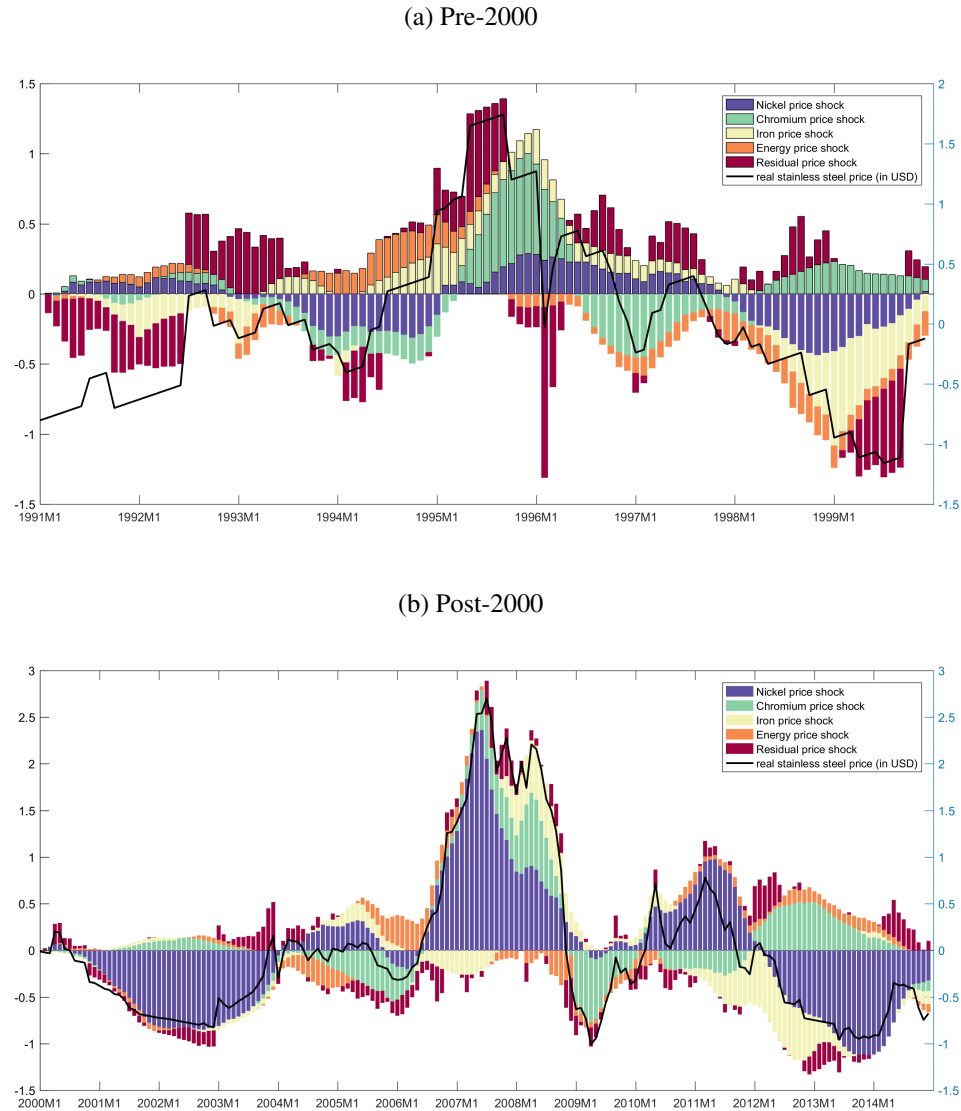 (a) Pre-2000
1.5
1
0.5
0
-0.5
-1
-1.5
2
1.5
1
0.5
0
-0.5
-1
-1.5
Nickel price shock
Chromium price shock
Iron price shock
Energy price shock
Residual price shock
real stainless steel price (in USD)
1991M1 1992M1 1993M1 1994M1 1995M1 1996M1 1997M1 1998M1 1999M1
(b) Post-2000
3
2.5
2
1.5
1
0.5
0
-0.5
-1
-1.5
3
2.5
2
1.5
1
0.5
0
-0.5
-1
-1.5
Nickel price shock
Chromium price shock
Iron price shock
Energy price shock
Residual price shock
real stainless steel price (in USD)
2000M1 2001M1 2002M1 2003M1 2004M1 2005M1 2006M1 2007M1 2008M1 2009M1 2010M1 2011M1 2012M1 2013M1 2014M1